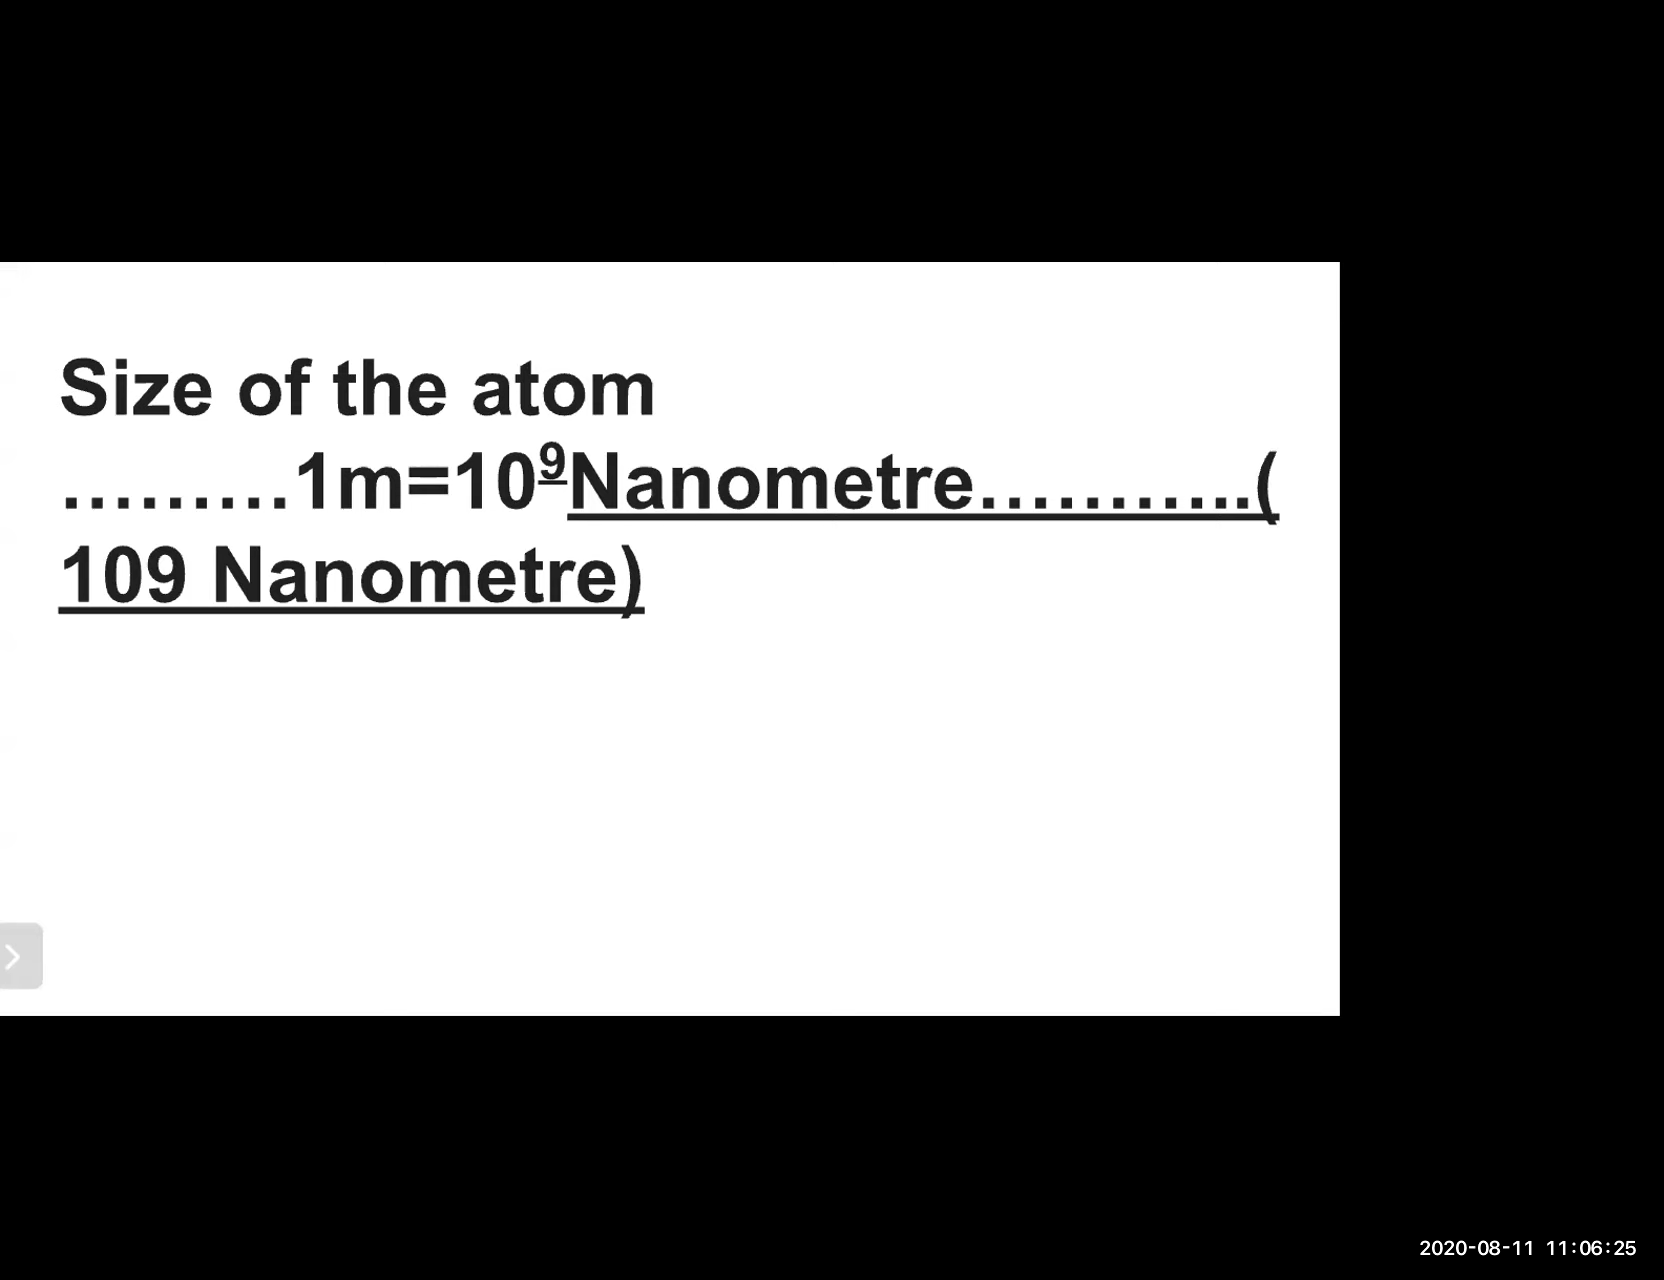 Size of the atom
………1m=10⁹Nanometre………..(
109 Nanometre)
2020-08-11 11:06:25